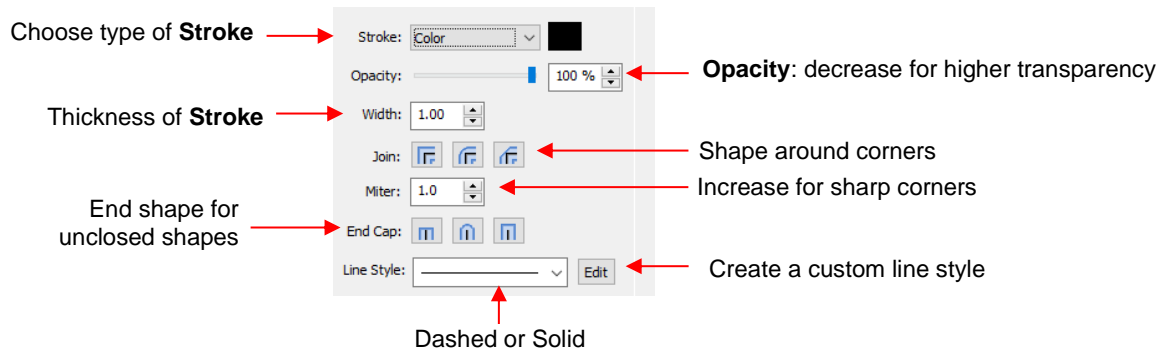 Choose type of Stroke
Stroke: Color
Opacity: 100 %
Opacity: decrease for higher transparency
Thickness of Stroke
Width: 1.00
Join:
Shape around corners
Miter: 1.0
Increase for sharp corners
End shape for
unclosed shapes
End Cap:
Line Style: Edit
Create a custom line style
Dashed or Solid